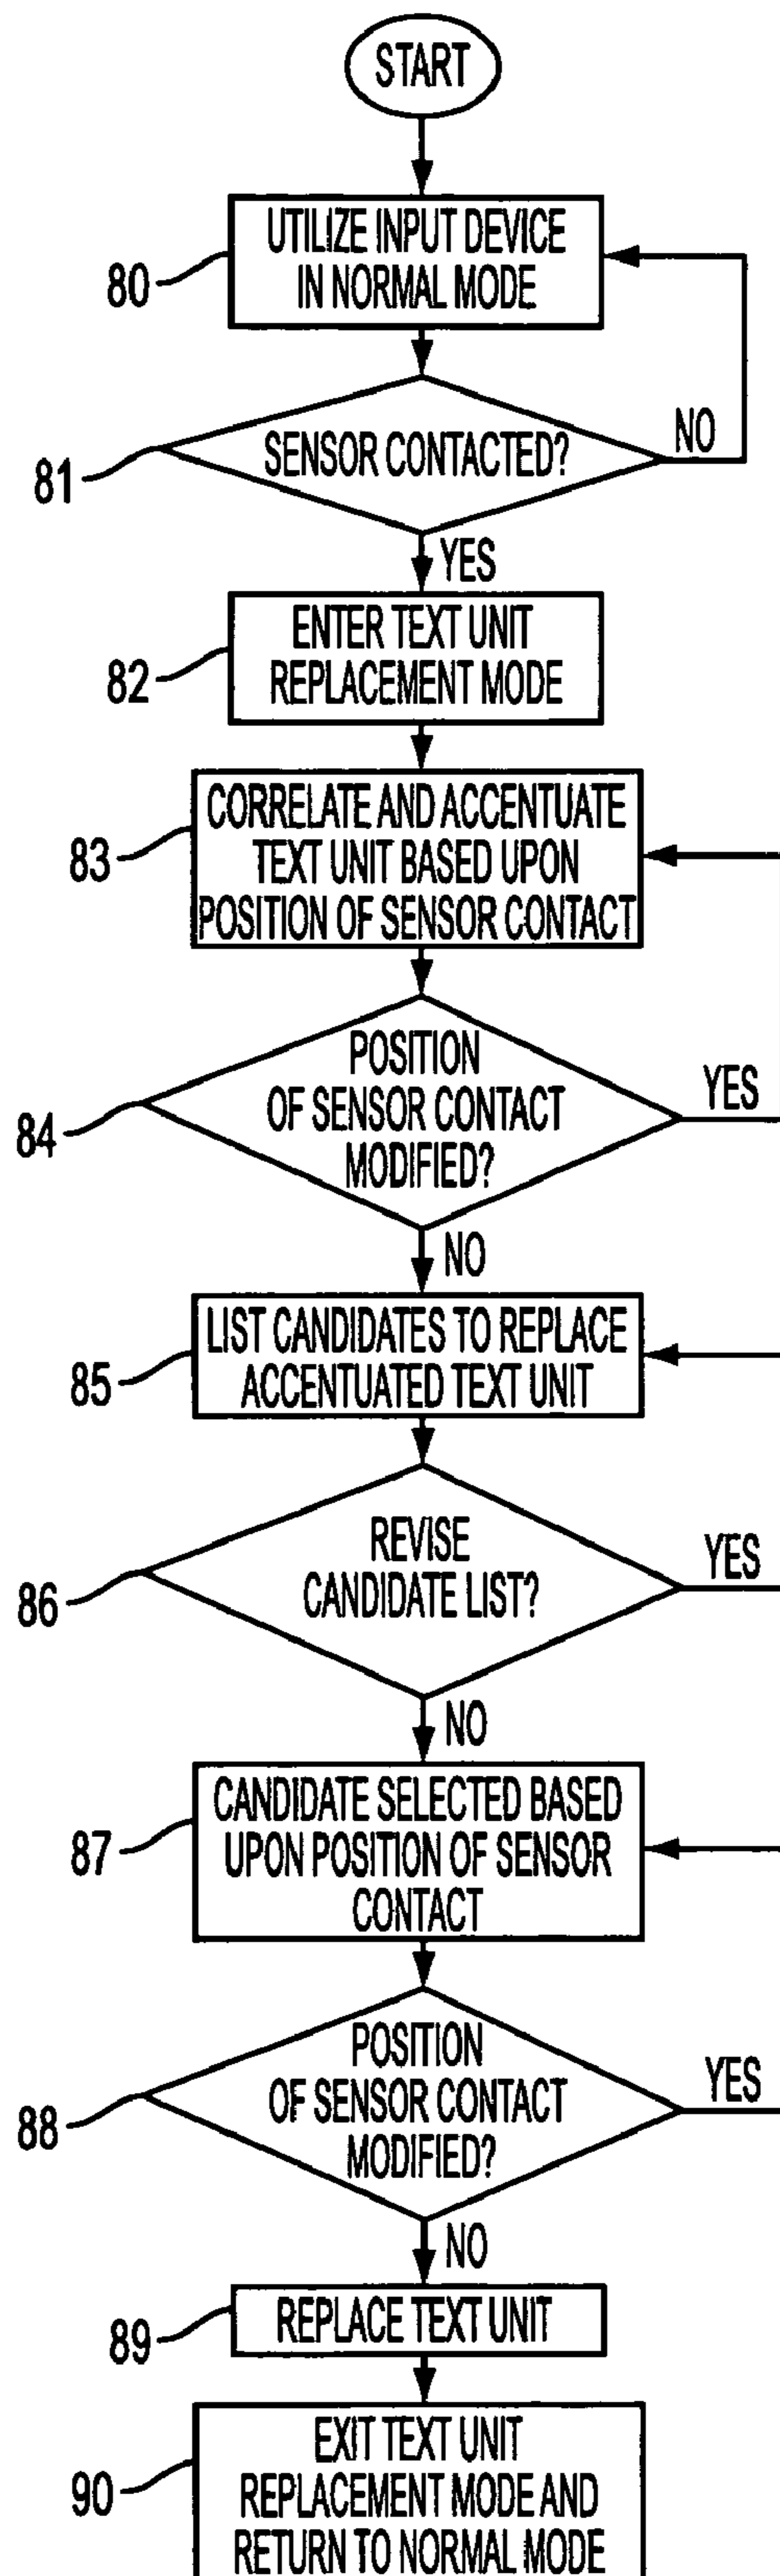 START
UTILIZE INPUT DEVICE
IN NORMAL MODE
80
SENSOR CONTACTED?
NO
81
YES
ENTER TEXT UNIT
REPLACEMENT MODE
82
CORRELATE AND ACCENTUATE
TEXT UNIT BASED UPON
POSITION OF SENSOR CONTACT
83
POSITION
OF SENSOR CONTACT
MODIFIED?
YES
84
NO
LIST CANDIDATES TO REPLACE
ACCENTUATED TEXT UNIT
85
REVISE
CANDIDATE LIST?
YES
86
NO
CANDIDATE SELECTED BASED
UPON POSITION OF SENSOR
CONTACT
87
POSITION
OF SENSOR CONTACT
MODIFIED?
YES
88
NO
REPLACE TEXT UNIT
89
EXIT TEXT UNIT
REPLACEMENT MODE AND
RETURN TO NORMAL MODE
90